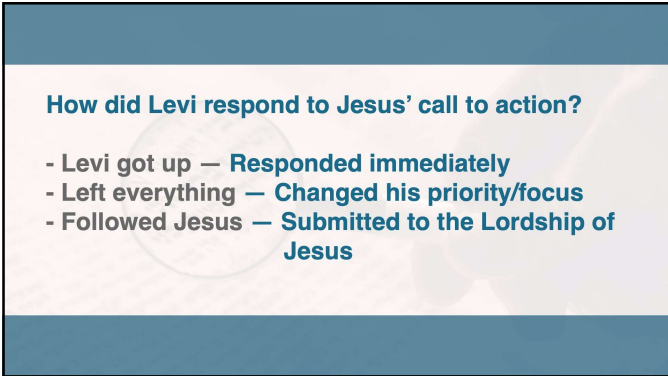 How did Levi respond to Jesus’ call to action?
- Levi got up — Responded immediately
- Left everything — Changed his priority/focus
- Followed Jesus — Submitted to the Lordship of
Jesus